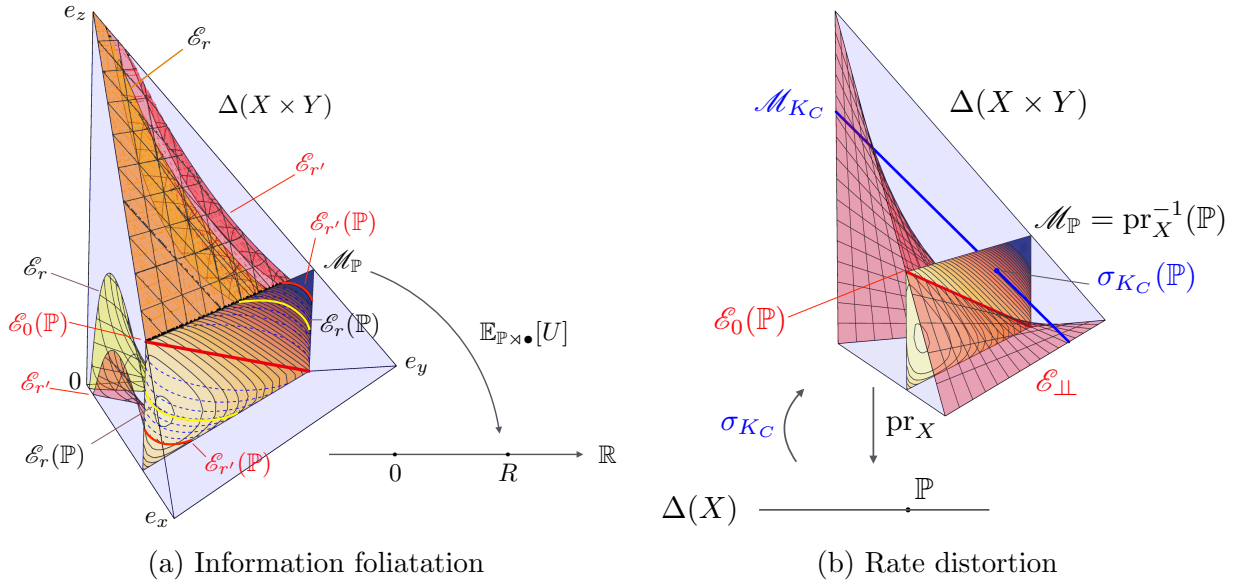 e_z
ℰ_r
Δ(X × Y)
ℰ_{r'}
ℰ_{r'}(ℙ)
ℳ_ℙ
ℰ_r
ℰ_0(ℙ)
ℰ_r(ℙ)
𝔼_{ℙ⋊•}[U]
0
e_y
ℰ_{r'}
ℰ_r(ℙ)
ℰ_{r'}(ℙ)
0
R
ℝ
e_x
(a) Information foliatation
ℳ_{K_C}
Δ(X × Y)
ℳ_ℙ = pr_X^{-1}(ℙ)
σ_{K_C}(ℙ)
ℰ_0(ℙ)
ℰ_⫫
σ_{K_C}
pr_X
ℙ
Δ(X)
(b) Rate distortion